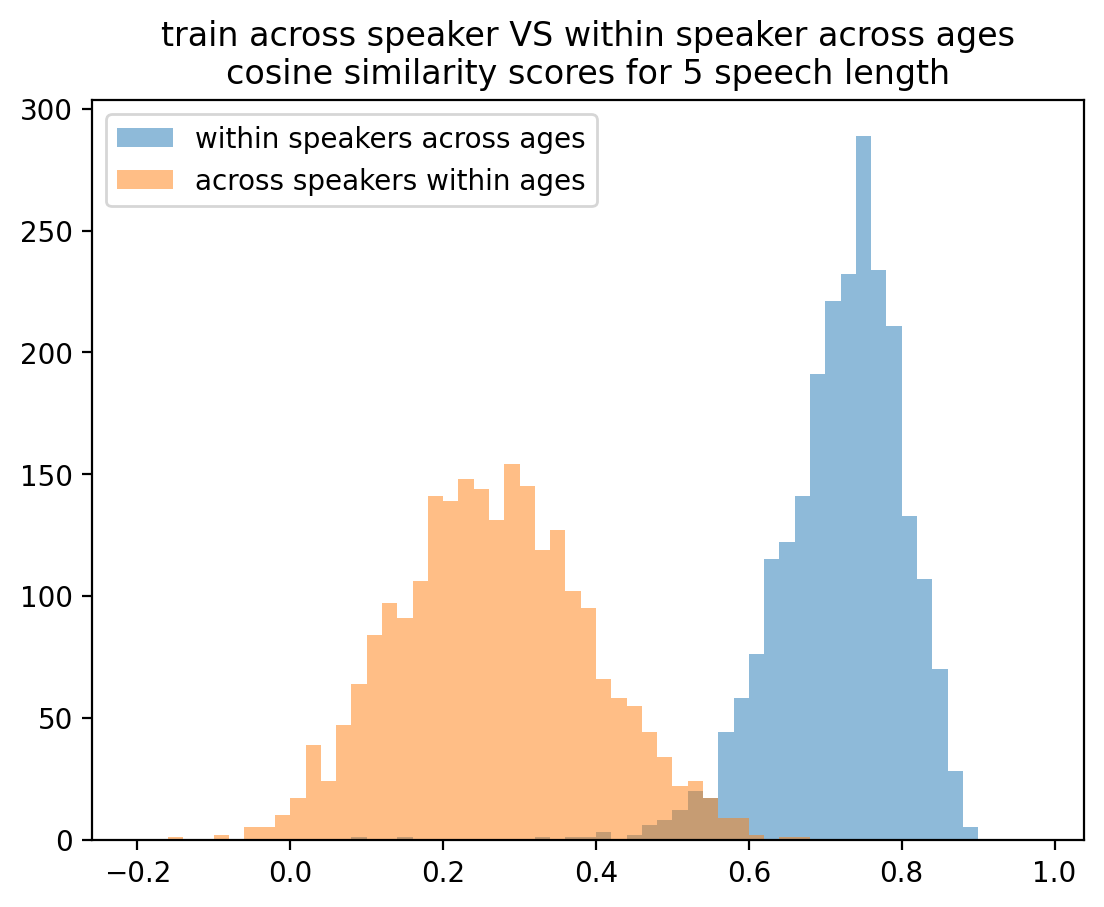 train across speaker VS within speaker across ages
cosine similarity scores for 5 speech length
300
within speakers across ages
across speakers within ages
250
200
150
100
50
0
−0.2 0.0 0.2 0.4 0.6 0.8 1.0